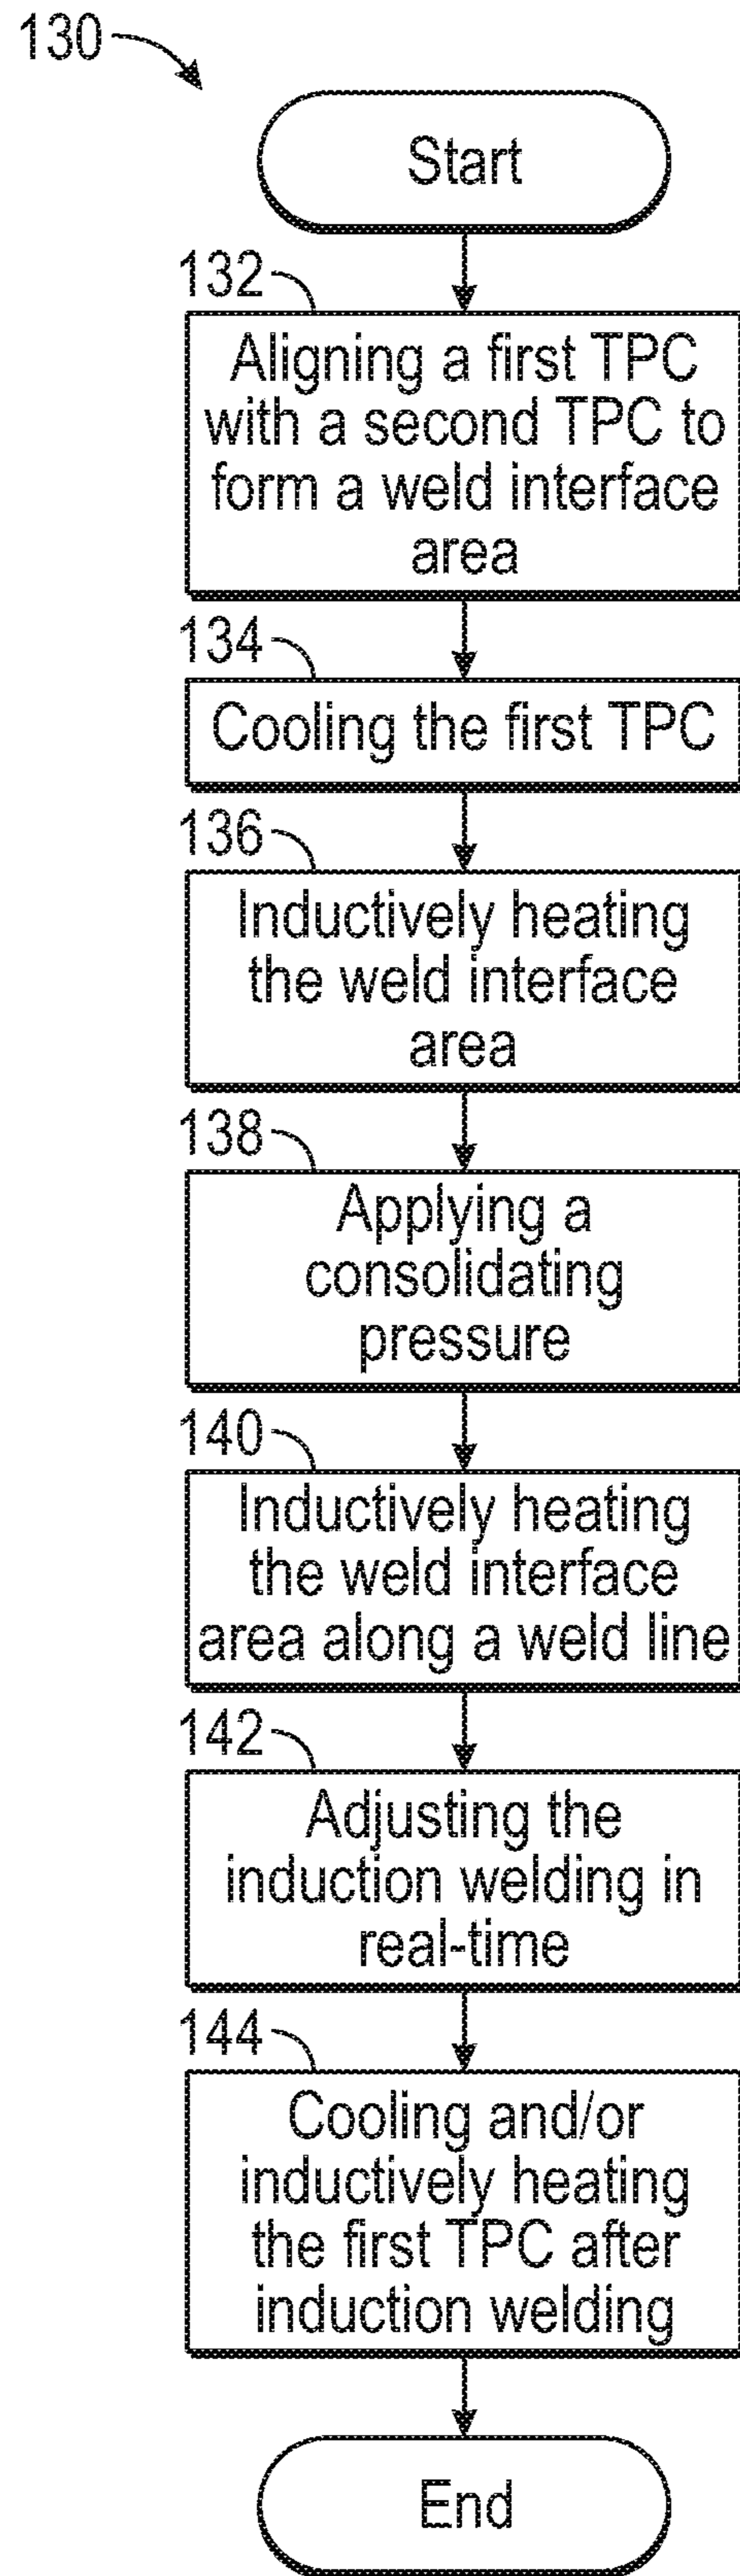 130
Start
132
Aligning a first TPC
with a second TPC to
form a weld interface
area
134
Cooling the first TPC
136
Inductively heating
the weld interface
area
138
Applying a
consolidating
pressure
140
Inductively heating
the weld interface
area along a weld line
142
Adjusting the
induction welding in
real-time
144
Cooling and/or
inductively heating
the first TPC after
induction welding
End